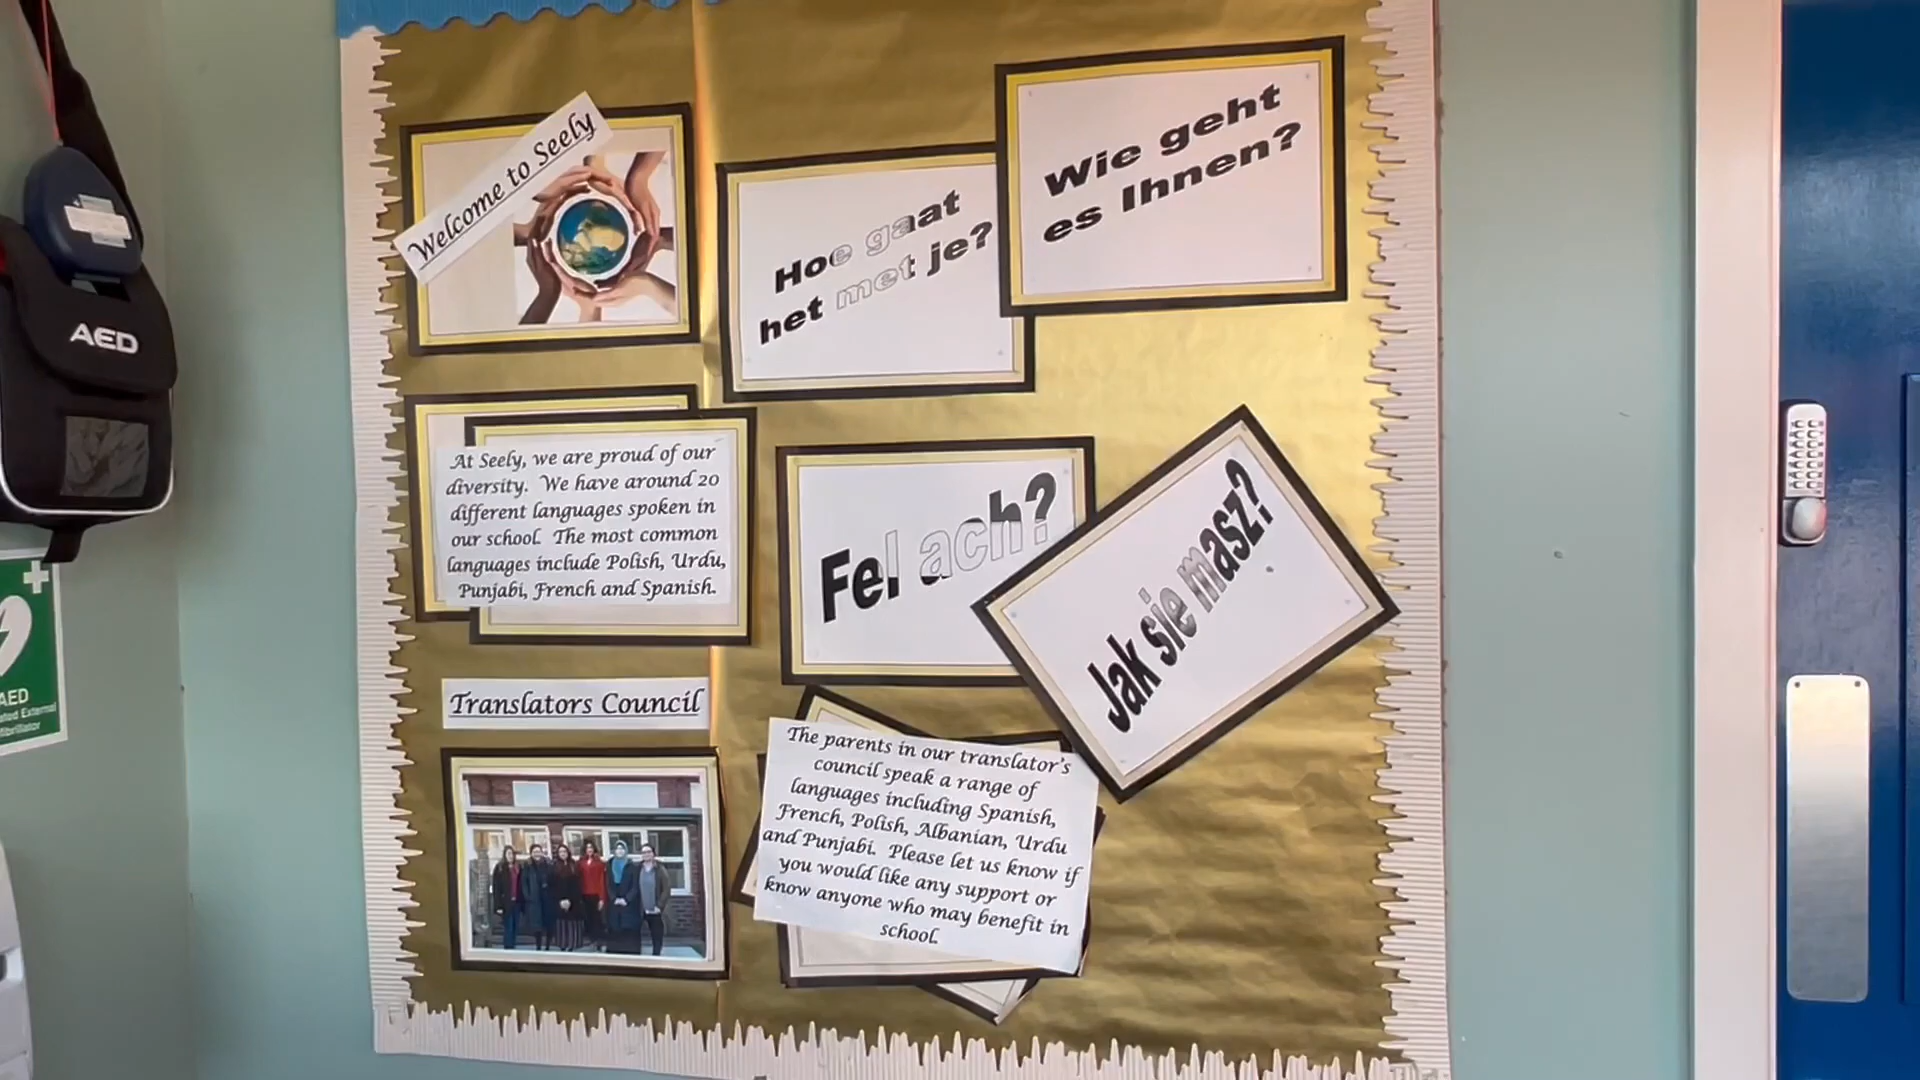 Welcome to Seely
Hoe gaat
het met je?
Wie geht
es Ihnen?
AED
At Seely, we are proud of our
diversity. We have around 20
different languages spoken in
our school. The most common
languages include Polish, Urdu,
Punjabi, French and Spanish.
Fel ach?
Jak sie masz?
Translators Council
The parents in our translator's
council speak a range of
languages including Spanish,
French, Polish, Albanian, Urdu
and Punjabi. Please let us know if
you would like any support or
know anyone who may benefit in
school.
AED
External